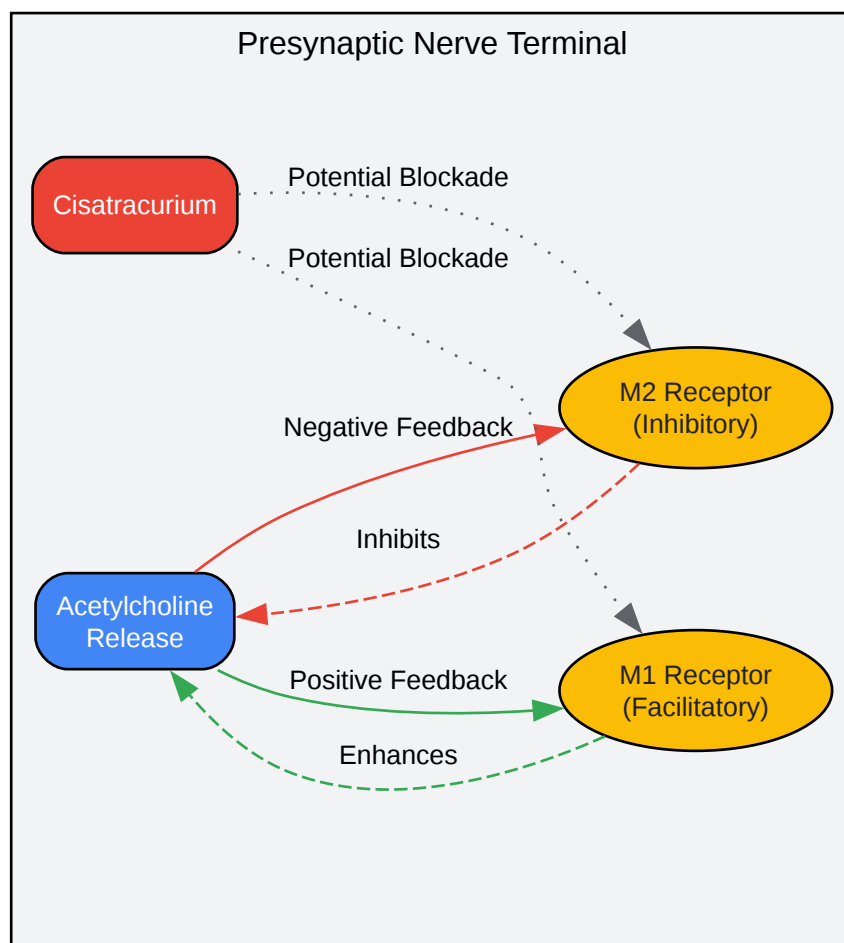 Presynaptic Nerve Terminal
Potential Blockade
Cisatracurium
Potential Blockade
M2 Receptor
(Inhibitory)
Negative Feedback
Inhibits
Acetylcholine
Release
Positive Feedback
M1 Receptor
(Facilitatory)
Enhances